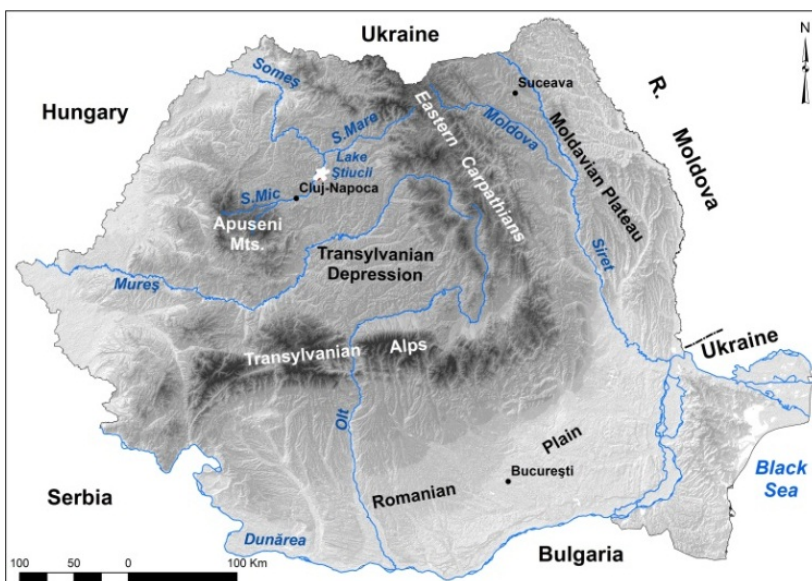 Ukraine
N
Someş
Suceava
R. Moldova
Hungary
S.Mare
Eastern Carpathians
Moldova
Moldavian Plateau
Lake
Ştiucii
Cluj-Napoca
S.Mic
Apuseni
Mts.
Transylvanian
Depression
Siret
Mureş
Ukraine
Transylvanian Alps
Olt
Romanian Plain
Bucureşti
Black
Sea
Serbia
Dunărea
Bulgaria
100 50 0 100 Km